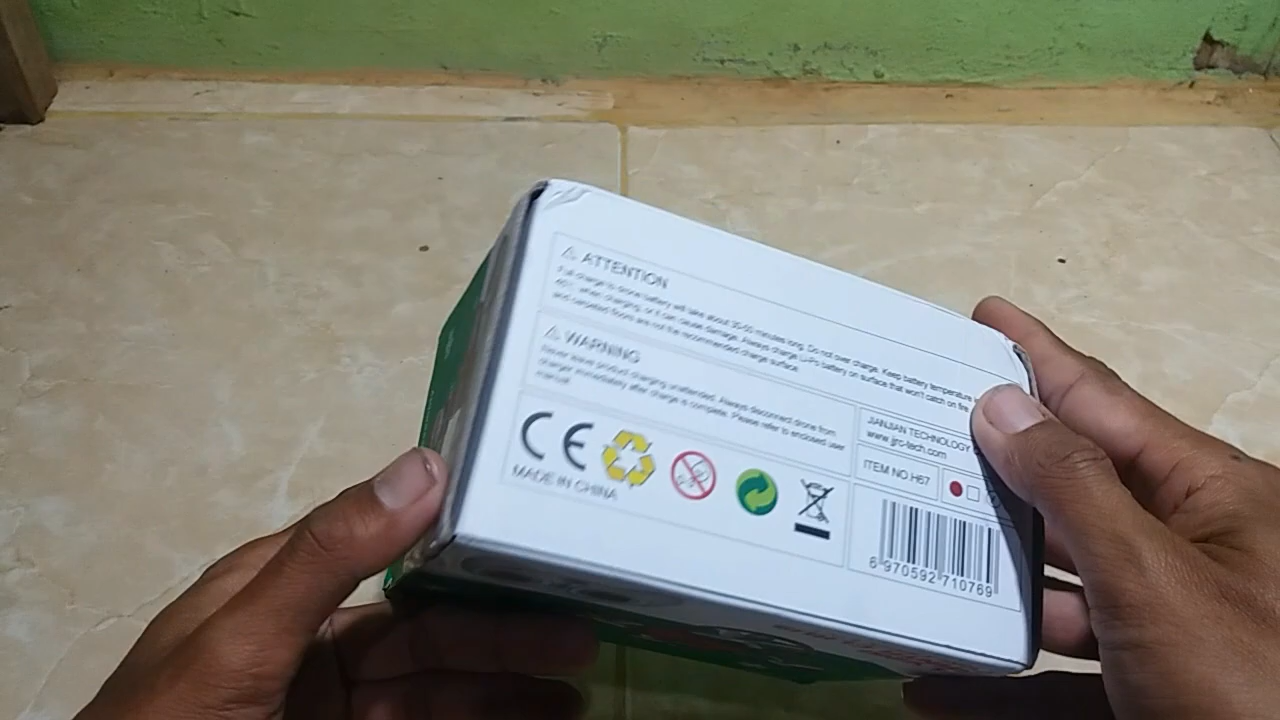 ATTENTION
Full charge to drone battery will take about 30-50 minutes long. Do not over charge. Keep battery temperature
when charging, or it can cause damage. Always charge Li-Po battery on surface that won't catch on fire
and carpeted floors are not the recommended charge surface.
WARNING
Never leave product charging unattended. Always disconnect drone from
charger immediately after charge is complete. Please refer to enclosed user
manual.
JIANJIAN TECHNOLOGY
www.jjrc-tech.com
ITEM NO H67
CE
MADE IN CHINA
6 970592 710769